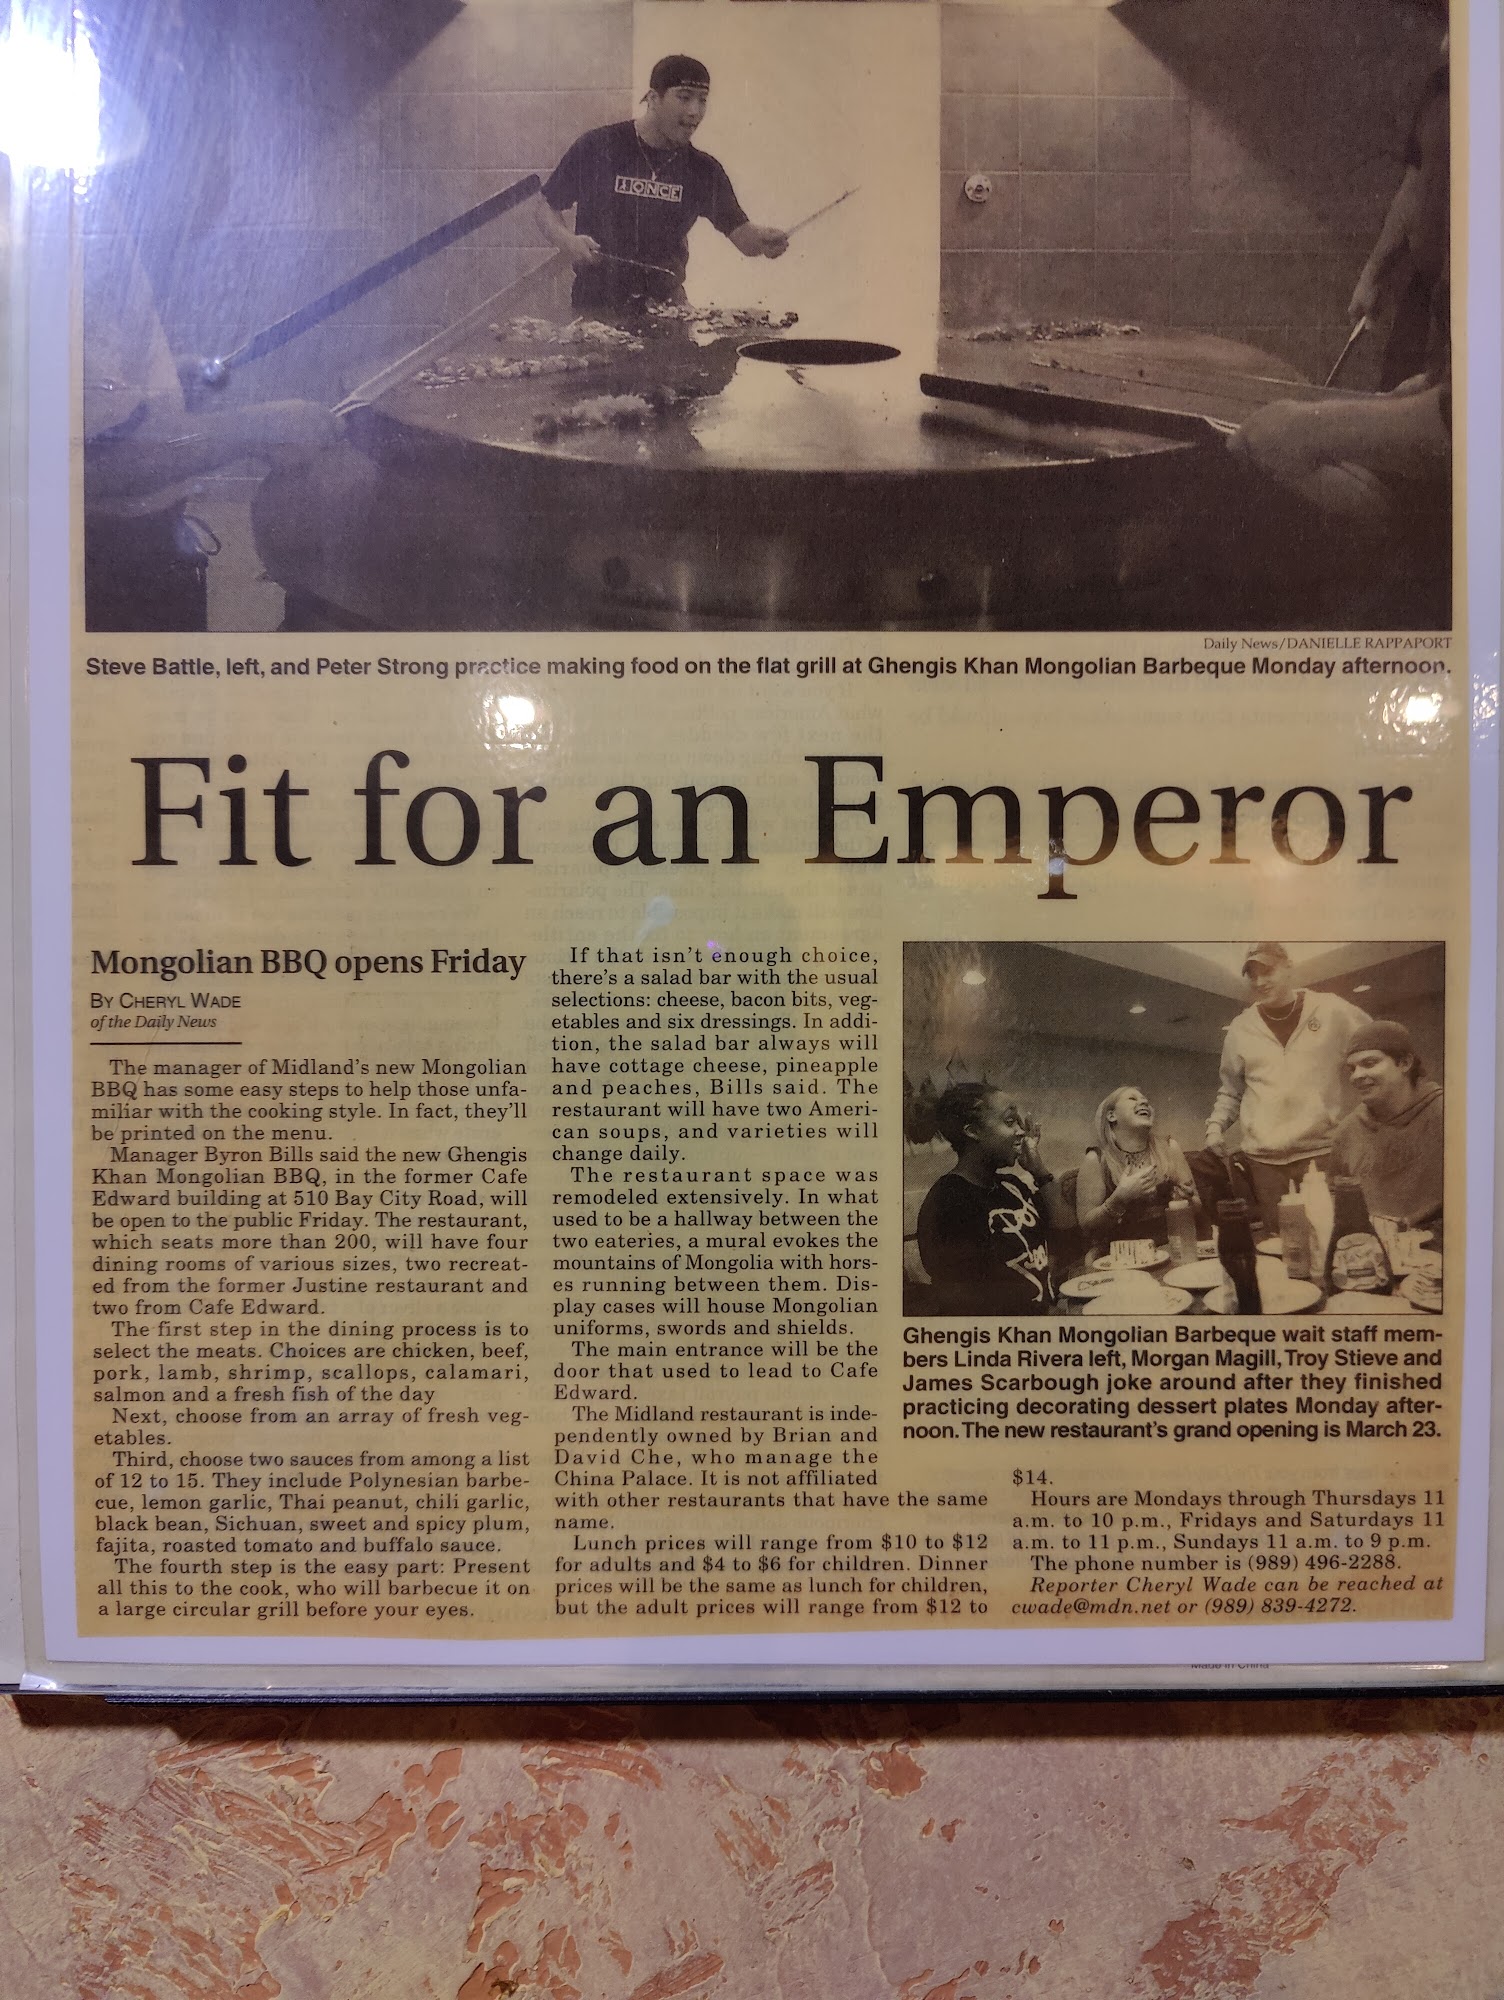 JONCE
Daily News/DANIELLE RAPPAPORT
Steve Battle, left, and Peter Strong practice making food on the flat grill at Ghengis Khan Mongolian Barbeque Monday afternoon.
Fit for an Emperor
Mongolian BBQ opens Friday
BY CHERYL WADE
of the Daily News
The manager of Midland's new Mongolian
BBQ has some easy steps to help those unfa-
miliar with the cooking style. In fact, they'll
be printed on the menu.
Manager Byron Bills said the new Ghengis
Khan Mongolian BBQ, in the former Cafe
Edward building at 510 Bay City Road, will
be open to the public Friday. The restaurant,
which seats more than 200, will have four
dining rooms of various sizes, two recreat-
ed from the former Justine restaurant and
two from Cafe Edward.
The first step in the dining process is to
select the meats. Choices are chicken, beef,
pork, lamb, shrimp, scallops, calamari,
salmon and a fresh fish of the day
Next, choose from an array of fresh veg-
etables.
Third, choose two sauces from among a list
of 12 to 15. They include Polynesian barbe-
cue, lemon garlic, Thai peanut, chili garlic,
black bean, Sichuan, sweet and spicy plum,
fajita, roasted tomato and buffalo sauce.
The fourth step is the easy part: Present
all this to the cook, who will barbecue it on
a large circular grill before your eyes.
If that isn't enough choice,
there's a salad bar with the usual
selections: cheese, bacon bits, veg-
etables and six dressings. In addi-
tion, the salad bar always will
have cottage cheese, pineapple
and peaches, Bills said. The
restaurant will have two Ameri-
can soups, and varieties will
change daily.
The restaurant space was
remodeled extensively. In what
used to be a hallway between the
two eateries, a mural evokes the
mountains of Mongolia with hors-
es running between them. Dis-
play cases will house Mongolian
uniforms, swords and shields.
The main entrance will be the
door that used to lead to Cafe
Edward.
The Midland restaurant is inde-
pendently owned by Brian and
David Che, who manage the
China Palace. It is not affiliated
with other restaurants that have the same
name.
Lunch prices will range from $10 to $12
for adults and $4 to $6 for children. Dinner
prices will be the same as lunch for children,
but the adult prices will range from $12 to
Ghengis Khan Mongolian Barbeque wait staff mem-
bers Linda Rivera left, Morgan Magill, Troy Stieve and
James Scarbough joke around after they finished
practicing decorating dessert plates Monday after-
noon. The new restaurant's grand opening is March 23.
$14.
Hours are Mondays through Thursdays 11
a.m. to 10 p.m., Fridays and Saturdays 11
a.m. to 11 p.m., Sundays 11 a.m. to 9 p.m.
The phone number is (989) 496-2288.
Reporter Cheryl Wade can be reached at
cwade@mdn.net or (989) 839-4272.
Made in China